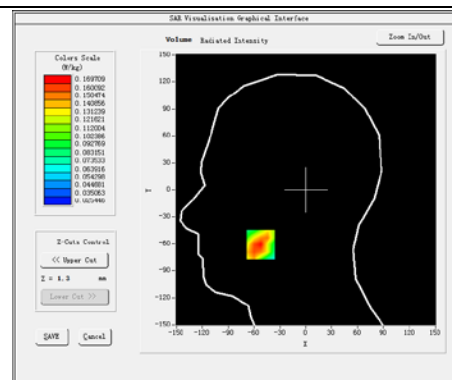 SAR Visualisation Graphical Interface
Colors Scale
(W/kg)
0.169709
0.160092
0.150474
0.140856
0.131239
0.121621
0.112004
0.102386
0.092769
0.083151
0.073533
0.063916
0.054298
0.044681
0.035063
0.025446
Z-Cuts Control
<< Upper Cut
Z = 1.3 mm
Lower Cut >>
SAVE
Cancel
Volume Radiated Intensity
Zoom In/Out
150
120
90
60
30
0
-30
-60
-90
-120
-150
Y
-150 -120 -90 -60 -30 0 30 60 90 120 150
X